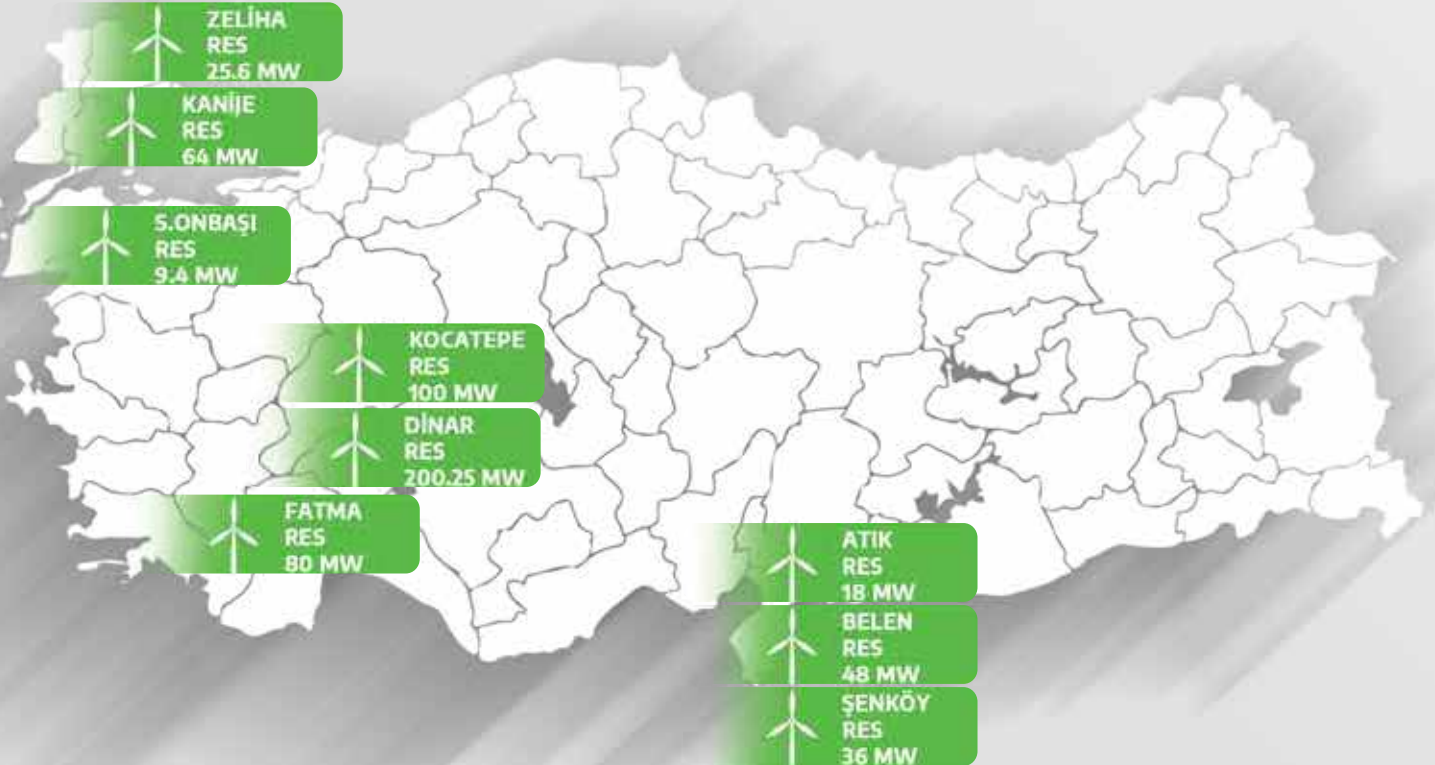 ZELİHA
RES
25.6 MW
KANİJE
RES
64 MW
S.ONBAŞI
RES
9.4 MW
KOCATEPE
RES
100 MW
DİNAR
RES
200.25 MW
FATMA
RES
80 MW
ATIK
RES
18 MW
BELEN
RES
48 MW
ŞENKÖY
RES
36 MW